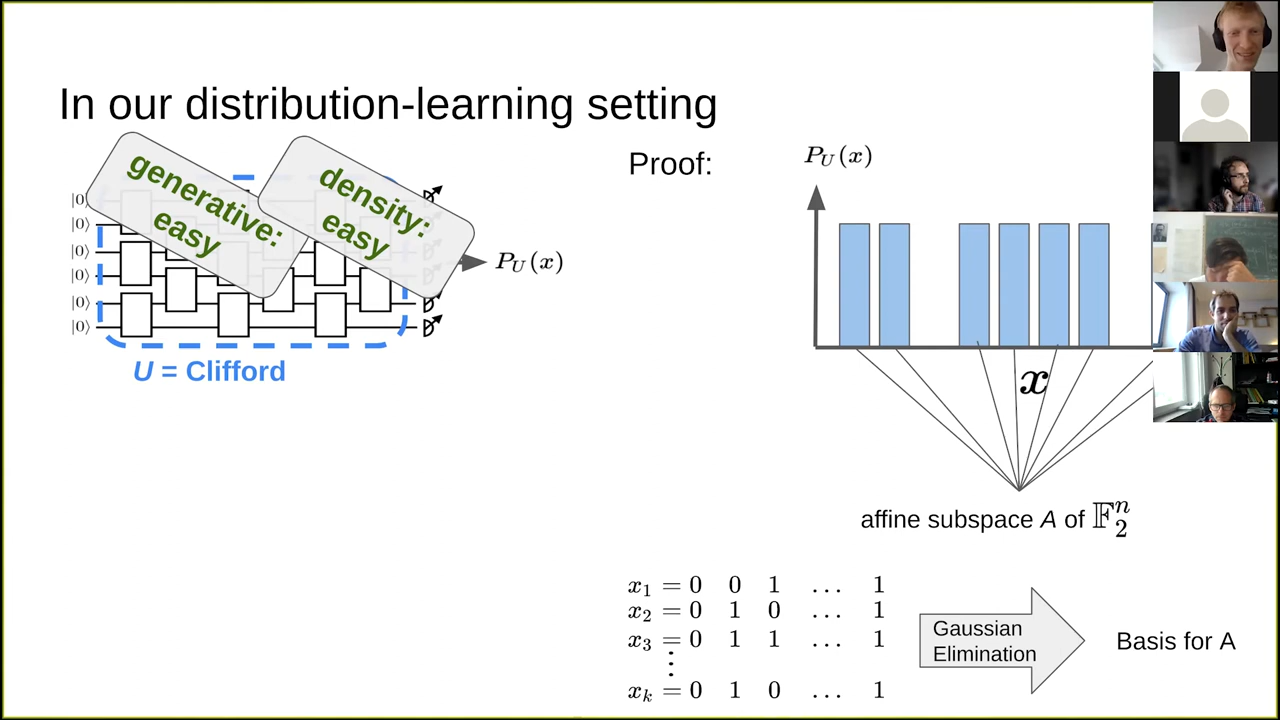 In our distribution-learning setting
generative:
easy
density:
easy
|0⟩
|0⟩
|0⟩
|0⟩
|0⟩
|0⟩
P_U(x)
U = Clifford
Proof:
P_U(x)
x
affine subspace A of 𝔽₂ⁿ
x₁ = 0 0 1 … 1
x₂ = 0 1 0 … 1
x₃ = 0 1 1 … 1
⋮
x_k = 0 1 0 … 1
Gaussian
Elimination
Basis for A